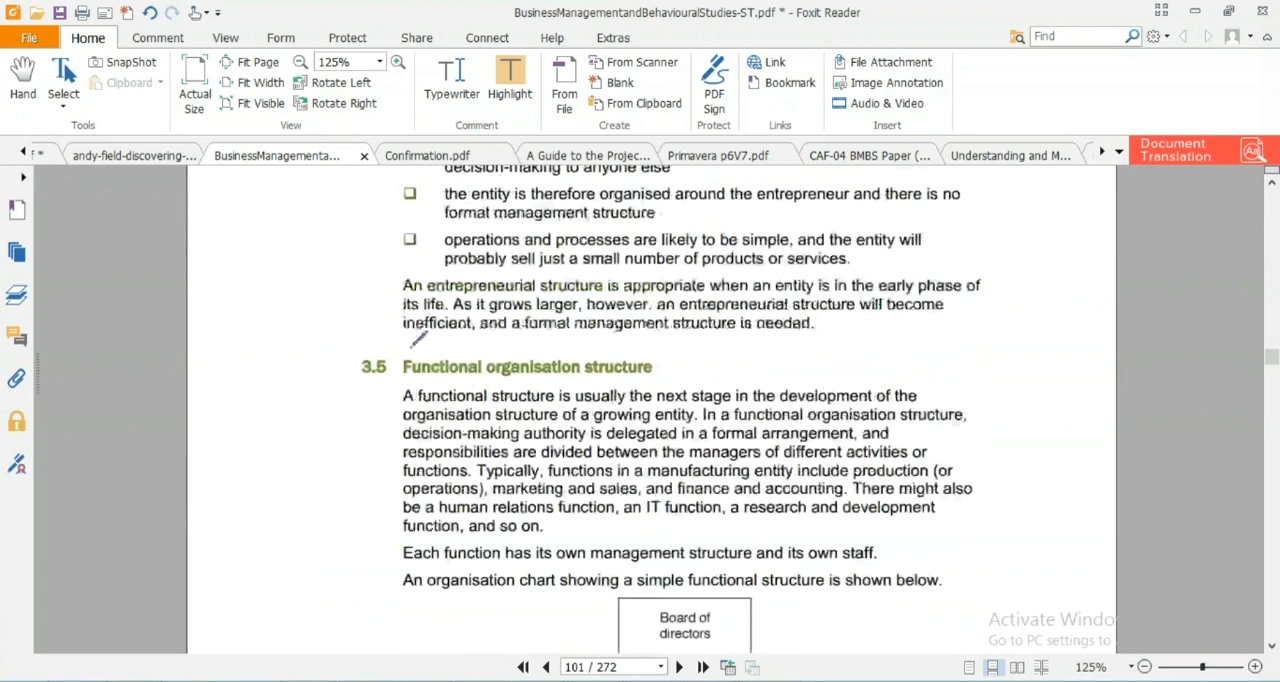 BusinessManagementandBehaviouralStudies-ST.pdf * - Foxit Reader
File Home Comment View Form Protect Share Connect Help Extras Find
Hand
Select
SnapShot
Clipboard
Tools
Actual
Size
Fit Page
Fit Width
Fit Visible
125%
Rotate Left
Rotate Right
View
Typewriter
Highlight
Comment
From
File
From Scanner
Blank
From Clipboard
Create
PDF
Sign
Protect
Link
Bookmark
Links
File Attachment
Image Annotation
Audio & Video
Insert
andy-field-discovering-... BusinessManagementa... Confirmation.pdf A Guide to the Projec... Primavera p6V7.pdf CAF-04 BMBS Paper (... Understanding and M...
Document
Translation
decision-making to anyone else
the entity is therefore organised around the entrepreneur and there is no
formal management structure
operations and processes are likely to be simple, and the entity will
probably sell just a small number of products or services.
An entrepreneurial structure is appropriate when an entity is in the early phase of
its life. As it grows larger, however, an entrepreneurial structure will become
inefficient, and a formal management structure is needed.
3.5 Functional organisation structure
A functional structure is usually the next stage in the development of the
organisation structure of a growing entity. In a functional organisation structure,
decision-making authority is delegated in a formal arrangement, and
responsibilities are divided between the managers of different activities or
functions. Typically, functions in a manufacturing entity include production (or
operations), marketing and sales, and finance and accounting. There might also
be a human relations function, an IT function, a research and development
function, and so on.
Each function has its own management structure and its own staff.
An organisation chart showing a simple functional structure is shown below.
Board of
directors
Activate Windo
Go to PC settings to
101 / 272
125%